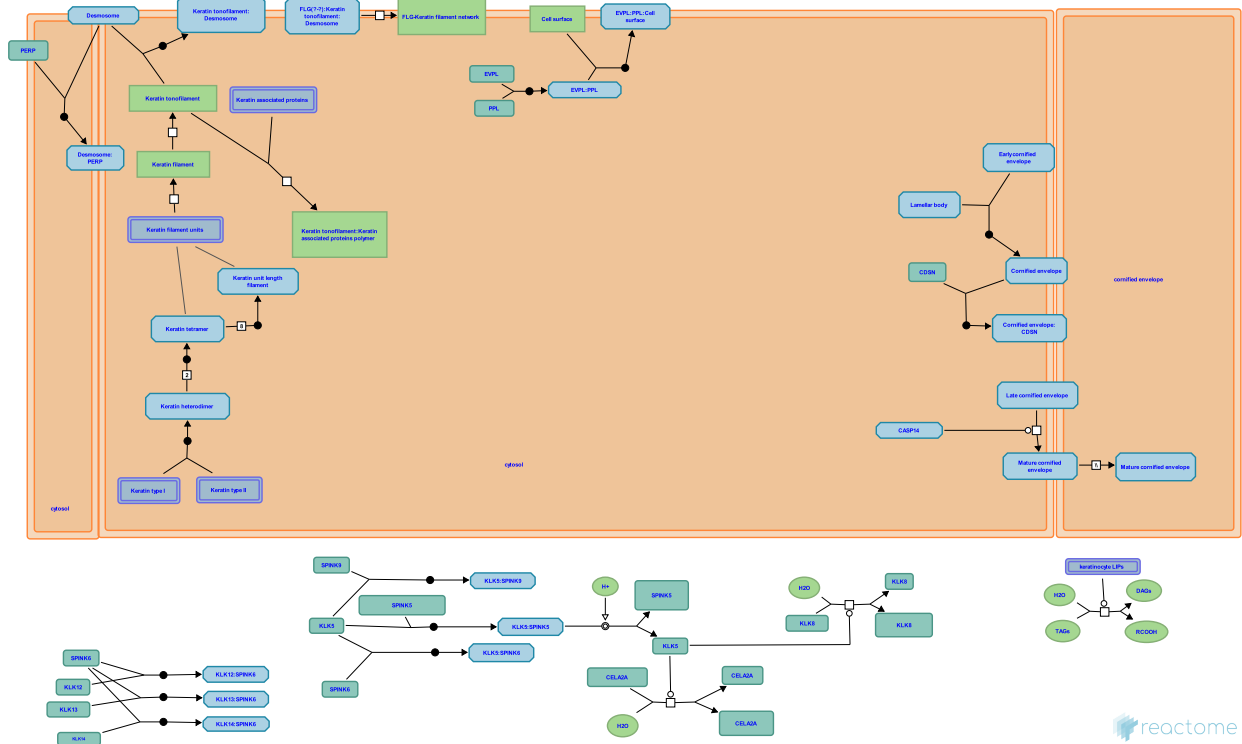 Desmosome
Keratin tonofilament:
Desmosome
FLG(?-?):Keratin
tonofilament:
Desmosome
FLG-Keratin filament network
Cell surface
EVPL:PPL:Cell
surface
PERP
EVPL
EVPL:PPL
PPL
Keratin tonofilament
Keratin associated proteins
Desmosome:
PERP
Keratin filament
Early cornified
envelope
Lamellar body
Keratin filament units
Keratin tonofilament:Keratin
associated proteins polymer
Keratin unit length
filament
CDSN
Cornified envelope
cornified envelope
Keratin tetramer
8
Cornified envelope:
CDSN
2
Keratin heterodimer
Late cornified envelope
CASP14
Mature cornified
envelope
Mature cornified envelope
cytosol
Keratin type I
Keratin type II
cytosol
SPINK9
KLK5:SPINK9
H+
SPINK5
SPINK5
KLK5
KLK5:SPINK5
KLK5
KLK5:SPINK6
SPINK6
H2O
KLK8
KLK8
KLK8
keratinocyte LIPs
H2O
DAGs
TAGs
RCOOH
SPINK6
KLK12
KLK12:SPINK6
KLK13
KLK13:SPINK6
KLK14
KLK14:SPINK6
CELA2A
CELA2A
H2O
CELA2A
reactome